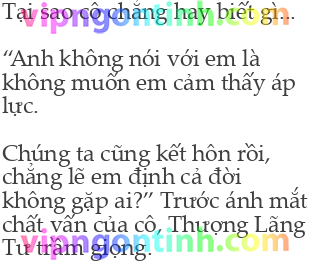 Tại sao cô chẳng hay biết gì...
“Anh không nói với em là
không muốn em cảm thấy áp
lực.
Chúng ta cũng kết hôn rồi,
chẳng lẽ em định cả đời
không gặp ai?” Trước ánh mắt
chất vấn của cô, Thượng Lãng
Tư trầm giọng.
vipngontinh.com
vipngontinh.com
vipngontinh.com